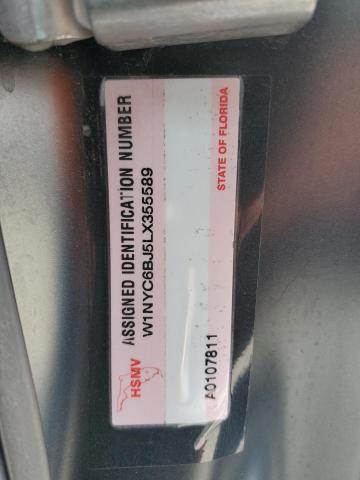 ASSIGNED IDENTIFICATION NUMBER
W1NYC6BJ5LX355589
HSMV
A0107811
STATE OF FLORIDA